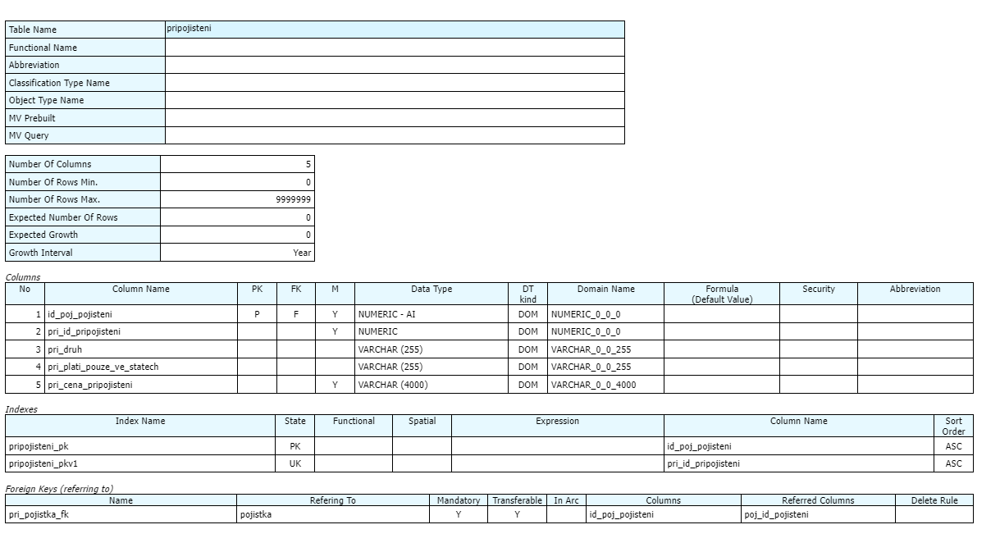 Table Name pripojisteni
Functional Name
Abbreviation
Classification Type Name
Object Type Name
MV Prebuilt
MV Query
Number Of Columns 5
Number Of Rows Min. 0
Number Of Rows Max. 9999999
Expected Number Of Rows 0
Expected Growth 0
Growth Interval Year
Columns
No Column Name PK FK M Data Type DT kind Domain Name Formula (Default Value) Security Abbreviation
1 id_poj_pojisteni P F Y NUMERIC - AI DOM NUMERIC_0_0_0
2 pri_id_pripojisteni Y NUMERIC DOM NUMERIC_0_0_0
3 pri_druh VARCHAR (255) DOM VARCHAR_0_0_255
4 pri_plati_pouze_ve_statech VARCHAR (255) DOM VARCHAR_0_0_255
5 pri_cena_pripojisteni Y VARCHAR (4000) DOM VARCHAR_0_0_4000
Indexes
Index Name State Functional Spatial Expression Column Name Sort Order
pripojisteni_pk PK id_poj_pojisteni ASC
pripojisteni_pkv1 UK pri_id_pripojisteni ASC
Foreign Keys (referring to)
Name Refering To Mandatory Transferable In Arc Columns Referred Columns Delete Rule
pri_pojistka_fk pojistka Y Y id_poj_pojisteni poj_id_pojisteni